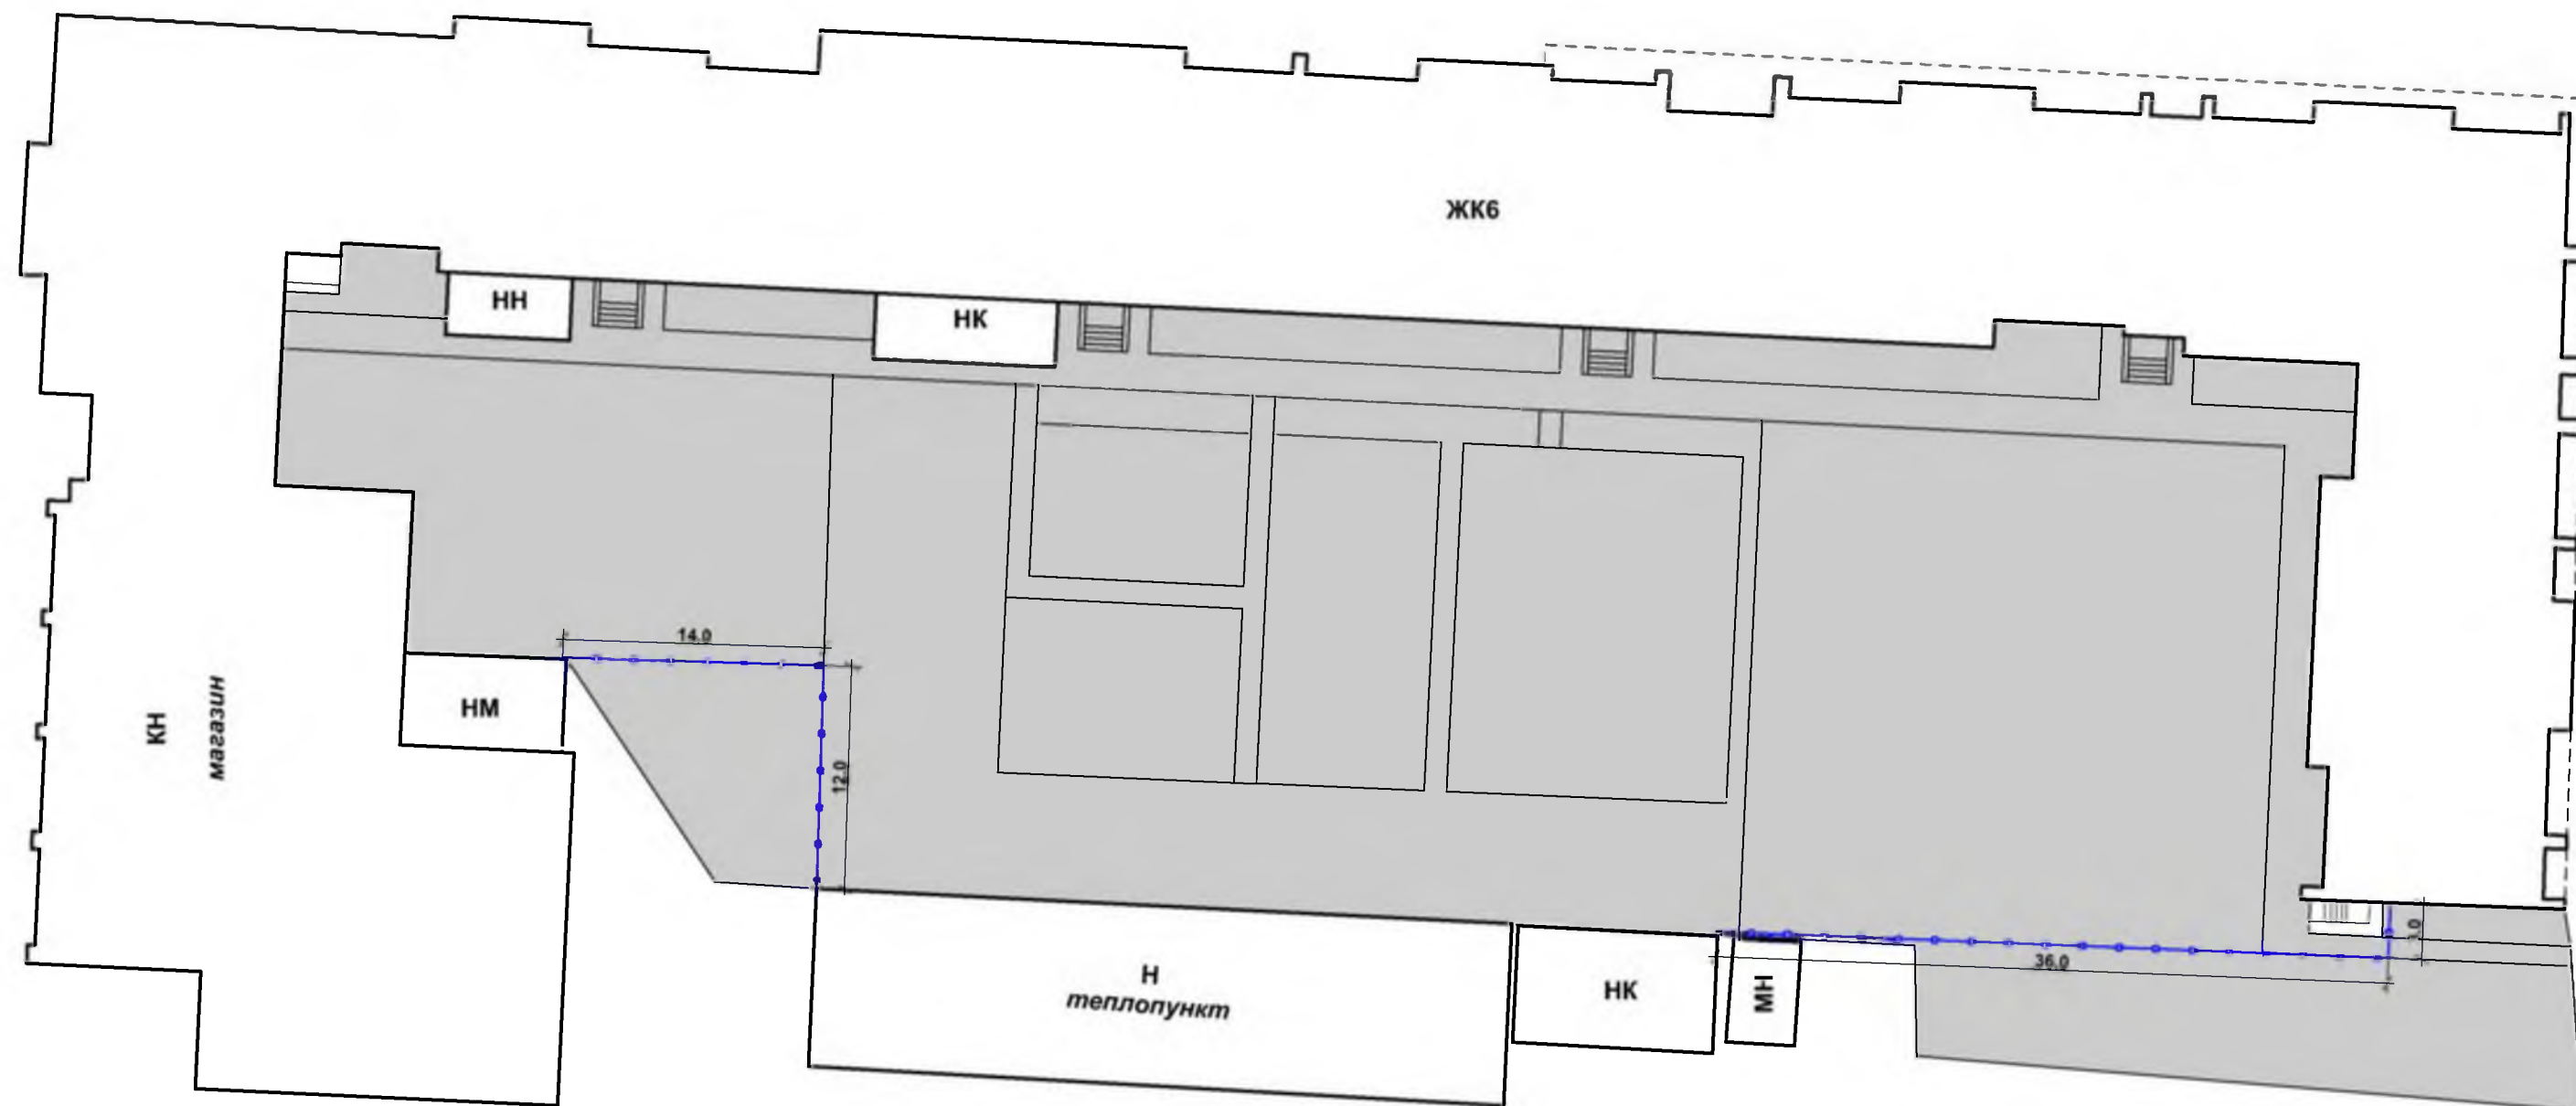 ЖК6
НН
НК
14.0
12.0
НМ
КН
магазин
3.0
36.0
Н
теплопункт
НК
МН